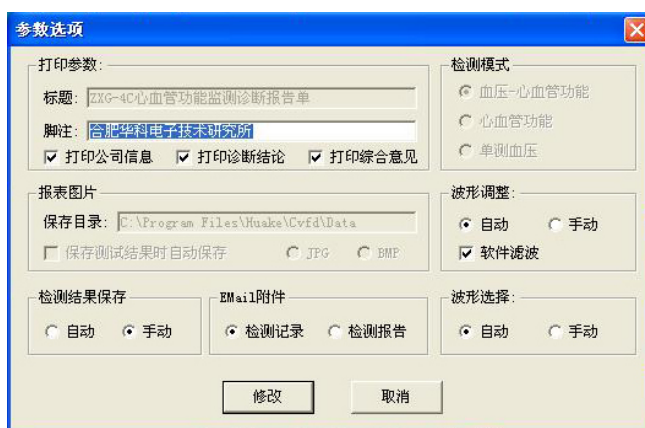 参数选项
打印参数:
标题: ZXG-4C心血管功能监测诊断报告单
脚注: 合肥华科电子技术研究所
打印公司信息 打印诊断结论 打印综合意见
检测模式
血压-心血管功能
心血管功能
单测血压
报表图片
保存目录: C:\Program Files\Huake\Cvfd\Data
保存测试结果时自动保存 JPG BMP
波形调整:
自动 手动
软件滤波
检测结果保存
自动 手动
EMail附件
检测记录 检测报告
波形选择:
自动 手动
修改 取消